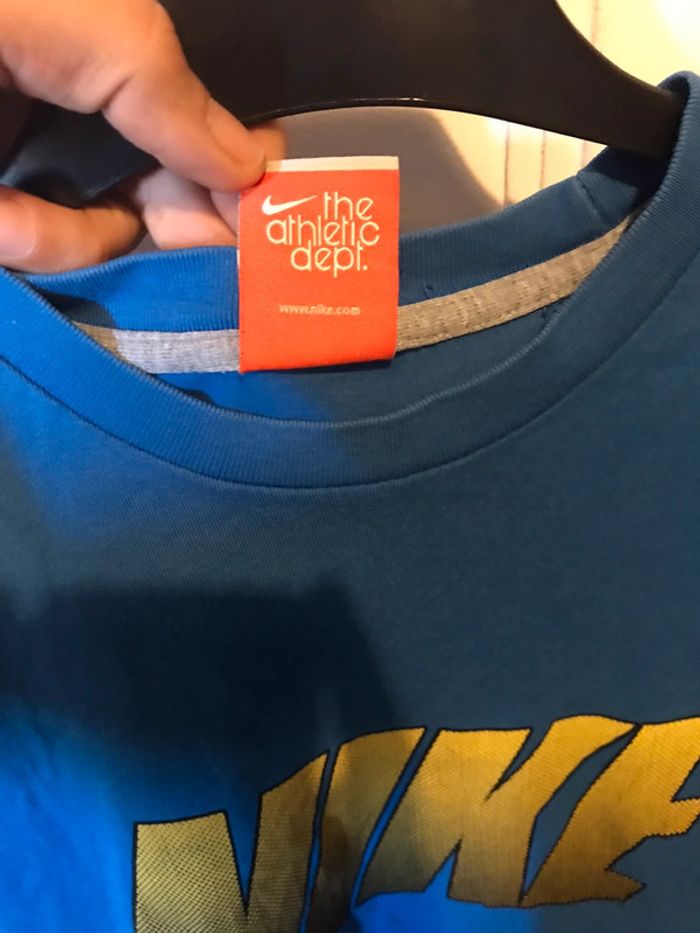 the
athletic
dept.
www.nike.com
NIKE